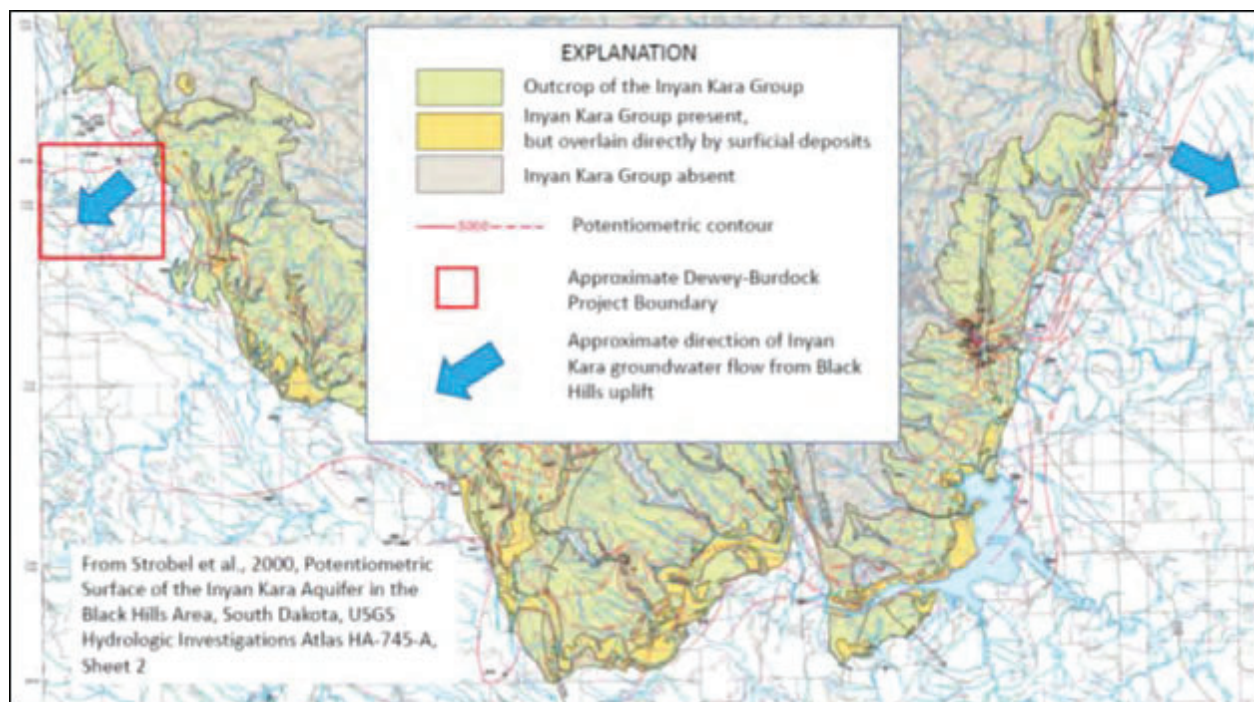 EXPLANATION
Outcrop of the Inyan Kara Group
Inyan Kara Group present,
but overlain directly by surficial deposits
Inyan Kara Group absent
5000
Potentiometric contour
Approximate Dewey-Burdock
Project Boundary
Approximate direction of Inyan
Kara groundwater flow from Black
Hills uplift
From Strobel et al., 2000, Potentiometric
Surface of the Inyan Kara Aquifer in the
Black Hills Area, South Dakota, USGS
Hydrologic Investigations Atlas HA-745-A,
Sheet 2